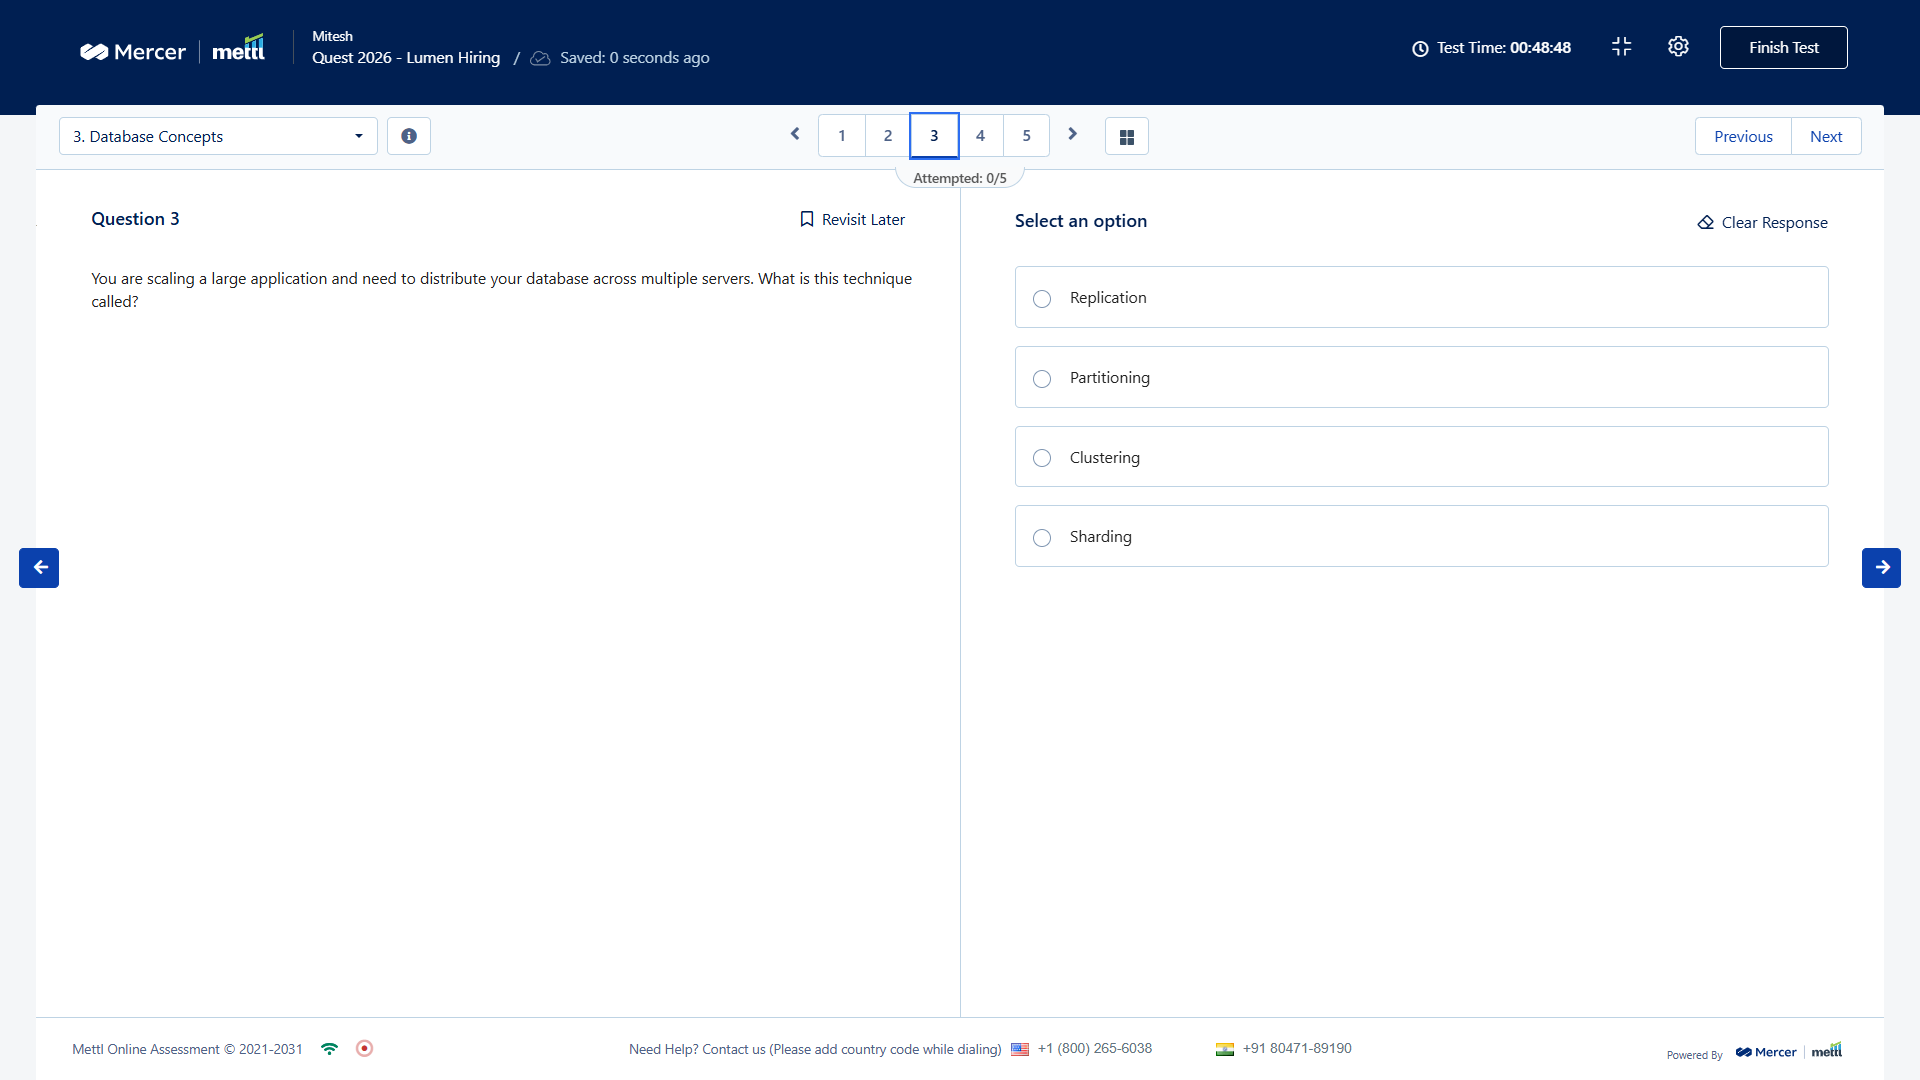 Mercer mettl
Mitesh
Quest 2026 - Lumen Hiring / Saved: 0 seconds ago
Test Time: 00:48:48
Finish Test
3. Database Concepts
1 2 3 4 5
Previous Next
Attempted: 0/5
Question 3
Revisit Later
You are scaling a large application and need to distribute your database across multiple servers. What is this technique
called?
Select an option
Clear Response
Replication
Partitioning
Clustering
Sharding
Mettl Online Assessment © 2021-2031
Need Help? Contact us (Please add country code while dialing) +1 (800) 265-6038 +91 80471-89190
Powered By Mercer mettl